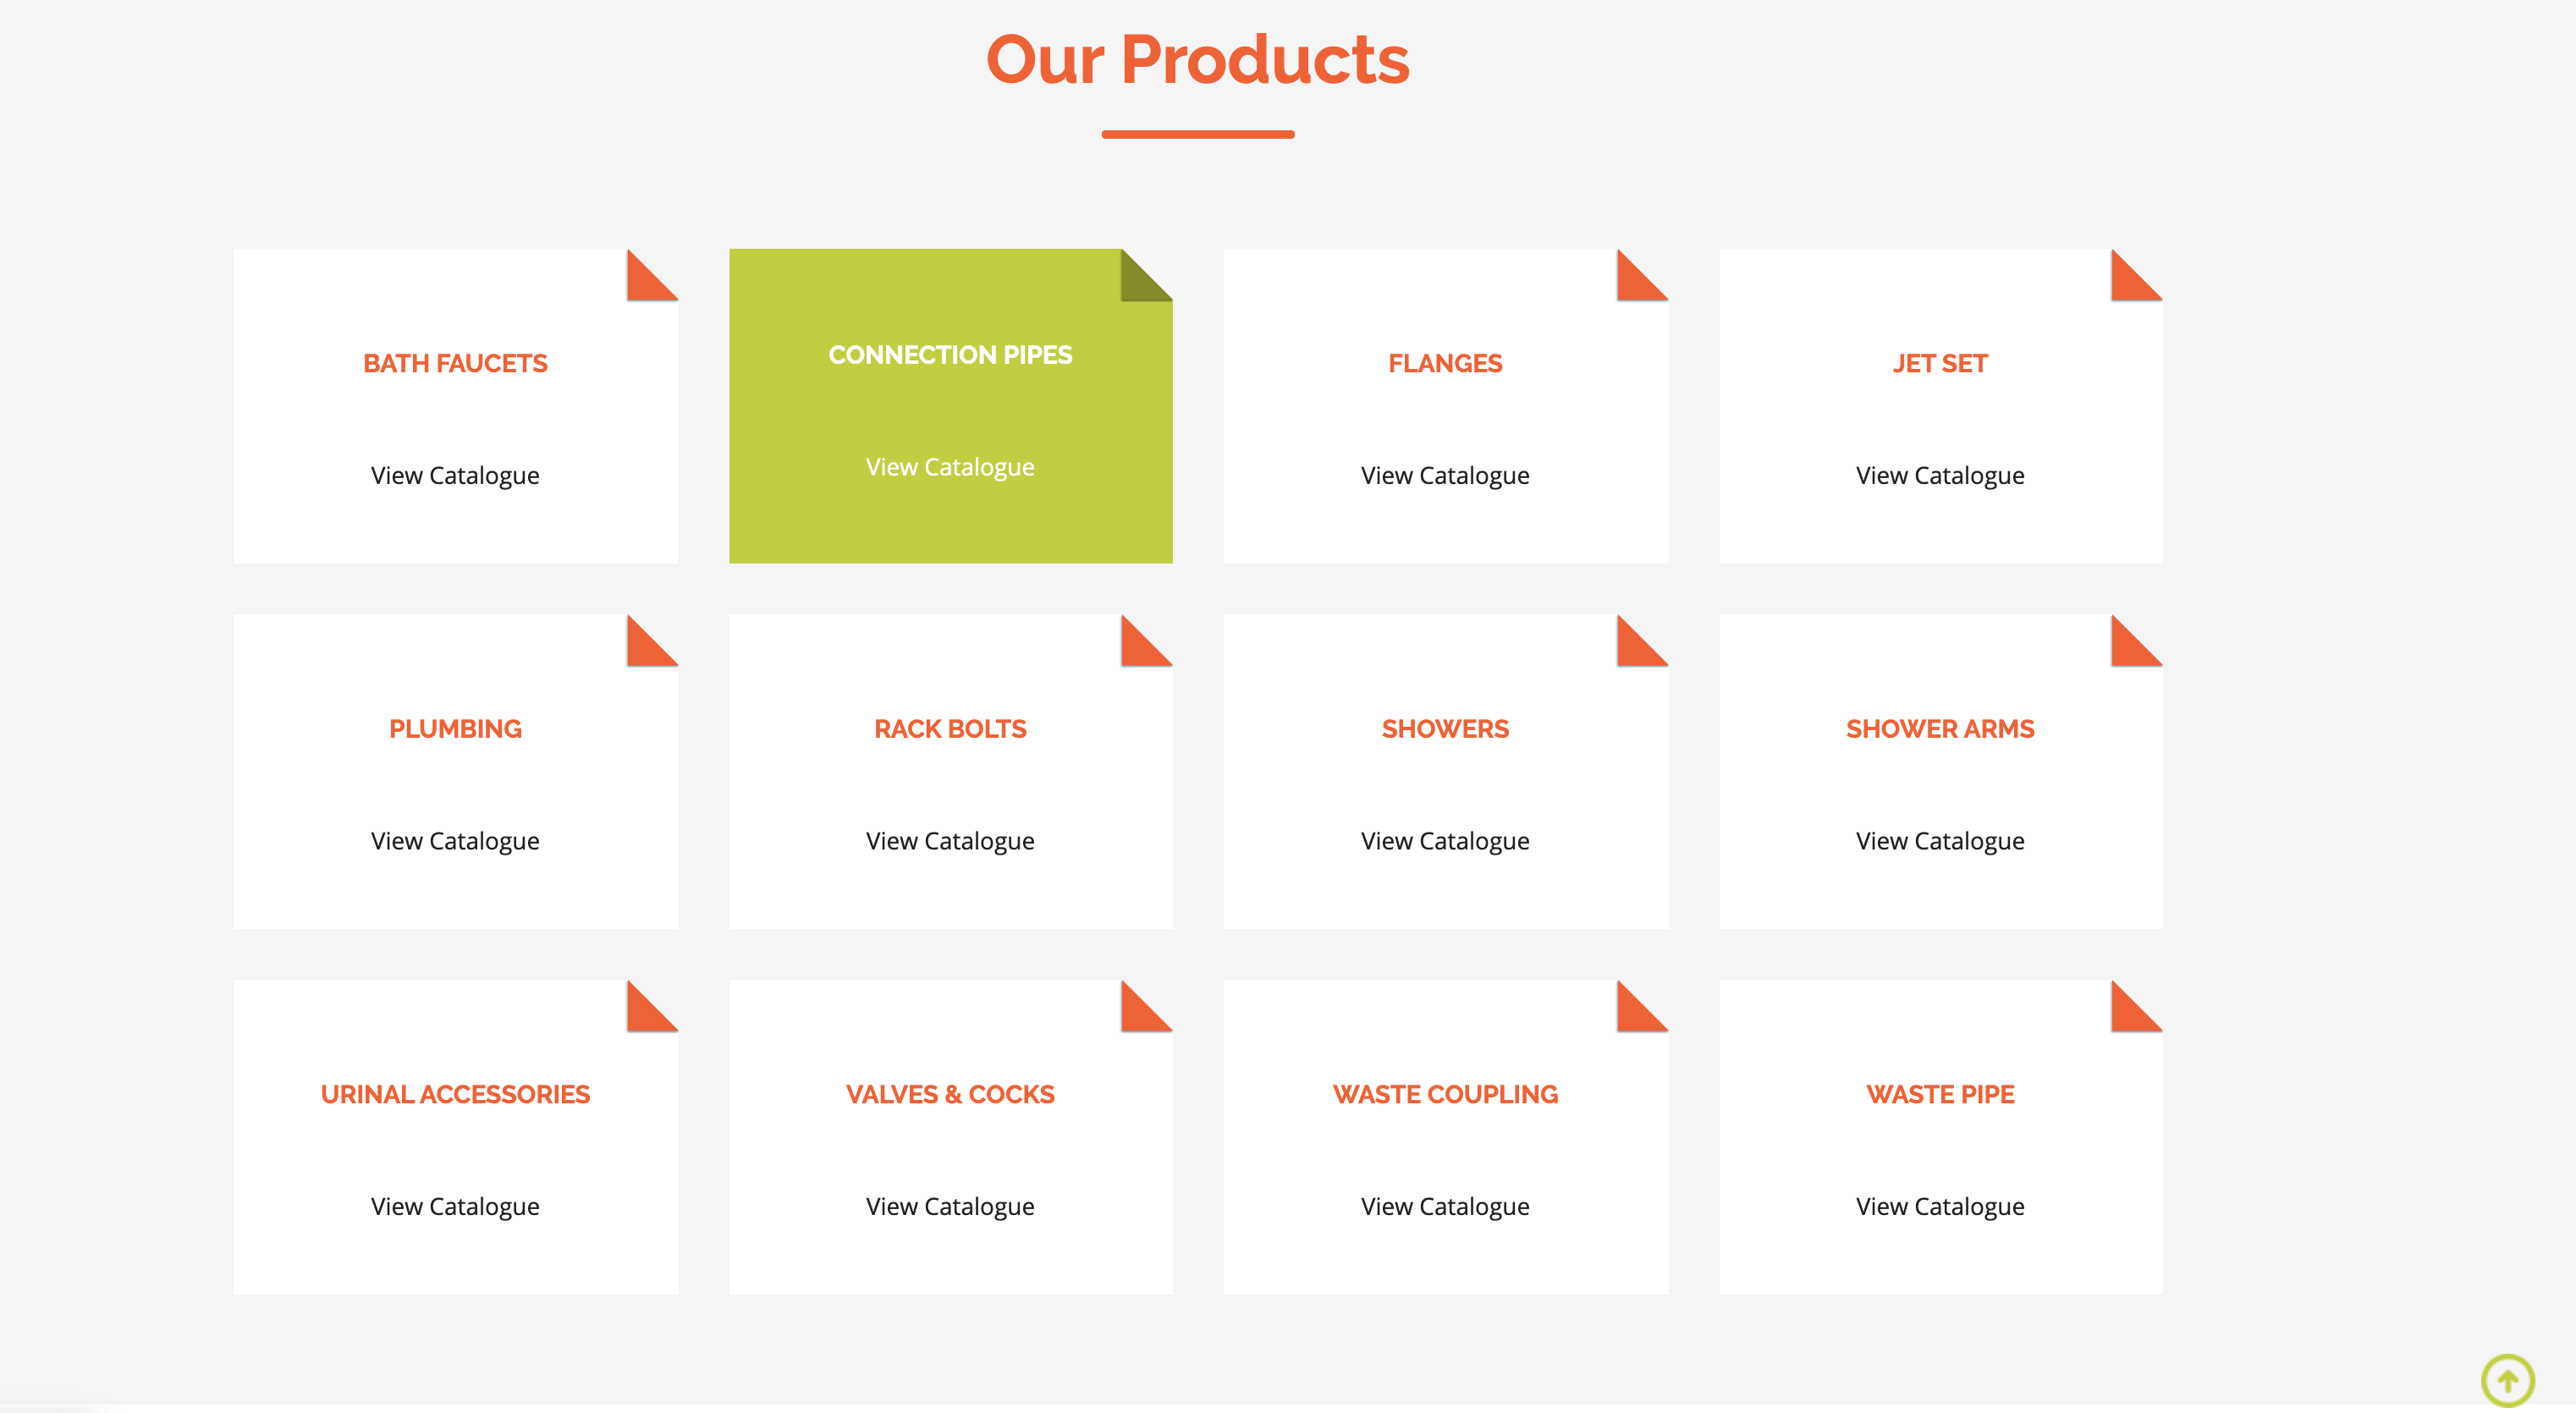 Our Products
BATH FAUCETS
View Catalogue
CONNECTION PIPES
View Catalogue
FLANGES
View Catalogue
JET SET
View Catalogue
PLUMBING
View Catalogue
RACK BOLTS
View Catalogue
SHOWERS
View Catalogue
SHOWER ARMS
View Catalogue
URINAL ACCESSORIES
View Catalogue
VALVES & COCKS
View Catalogue
WASTE COUPLING
View Catalogue
WASTE PIPE
View Catalogue